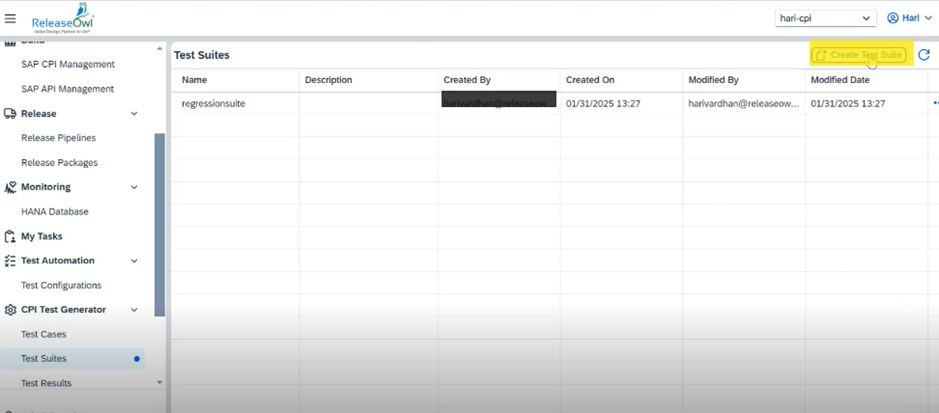 ReleaseOwl
Native DevOps Platform for SAP
hari-cpi
Hari
Build
SAP CPI Management
SAP API Management
Release
Release Pipelines
Release Packages
Monitoring
HANA Database
My Tasks
Test Automation
Test Configurations
CPI Test Generator
Test Cases
Test Suites
Test Results
Test Suites
Create Test Suite
Name Description Created By Created On Modified By Modified Date
regressionsuite harivardhan@releaseow... 01/31/2025 13:27 harivardhan@releaseow... 01/31/2025 13:27